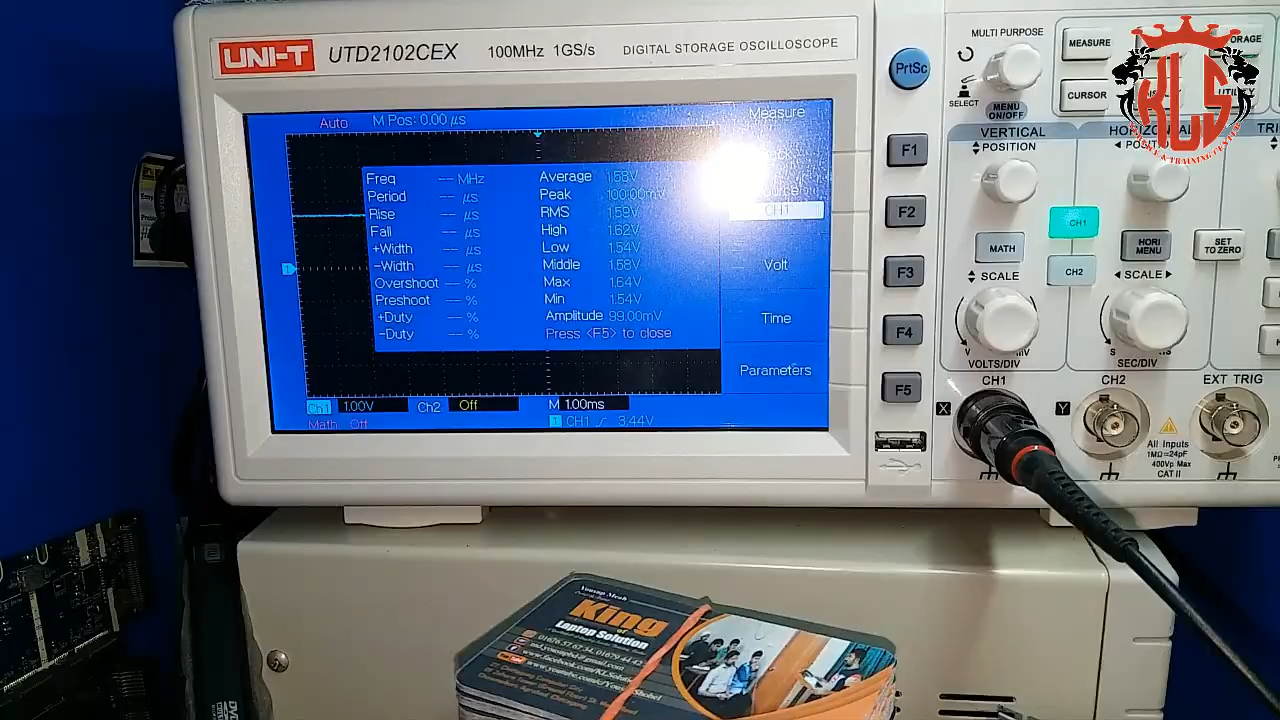 UNI-T
UTD2102CEX
100MHz 1GS/s
DIGITAL STORAGE OSCILLOSCOPE
Auto
M Pos: 0.00 µs
Measure
Freq -- MHz
Period -- µs
Rise -- µs
Fall -- µs
+Width -- µs
-Width -- µs
Overshoot -- %
Preshoot -- %
+Duty -- %
-Duty -- %
Average 1.58V
Peak 100.00mV
RMS 1.59V
High 1.62V
Low 1.54V
Middle 1.58V
Max 1.64V
Min 1.54V
Amplitude 99.00mV
Press <F5> to close
CH1
Volt
Time
Parameters
Ch1 1.00V
Ch2 Off
M 1.00ms
Math Off
T CH1 3.44V
PrtSc
F1
F2
F3
F4
F5
MULTI PURPOSE
SELECT
MENU
ON/OFF
MEASURE
STORAGE
CURSOR
UTILITY
VERTICAL
POSITION
HORIZONTAL
CH1
MATH
CH2
HORI
MENU
SET
TO ZERO
SCALE
SCALE
VOLTS/DIV
SEC/DIV
CH1
CH2
EXT TRIG
X
Y
All Inputs
1MΩ=24pF
400Vp Max
CAT II
KLS
King
of
Laptop Solution